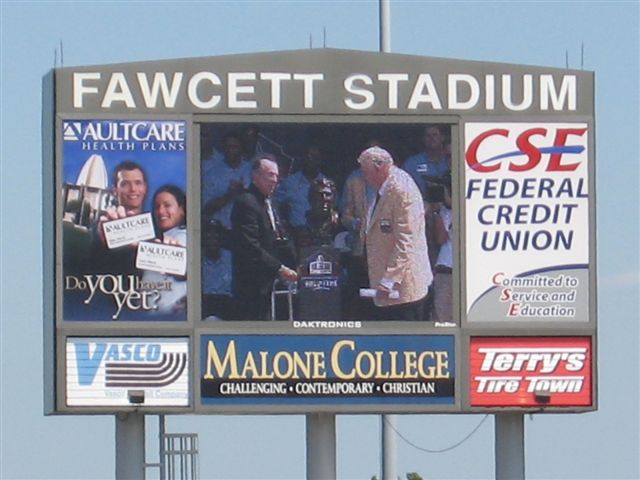 FAWCETT STADIUM
AULTCARE
HEALTH PLANS
AULTCARE
AULTCARE
Do you have it
yet?
CSE
FEDERAL
CREDIT
UNION
Committed to
Service and
Education
DAKTRONICS
VASCO
MALONE COLLEGE
CHALLENGING • CONTEMPORARY • CHRISTIAN
Terry's
Tire Town